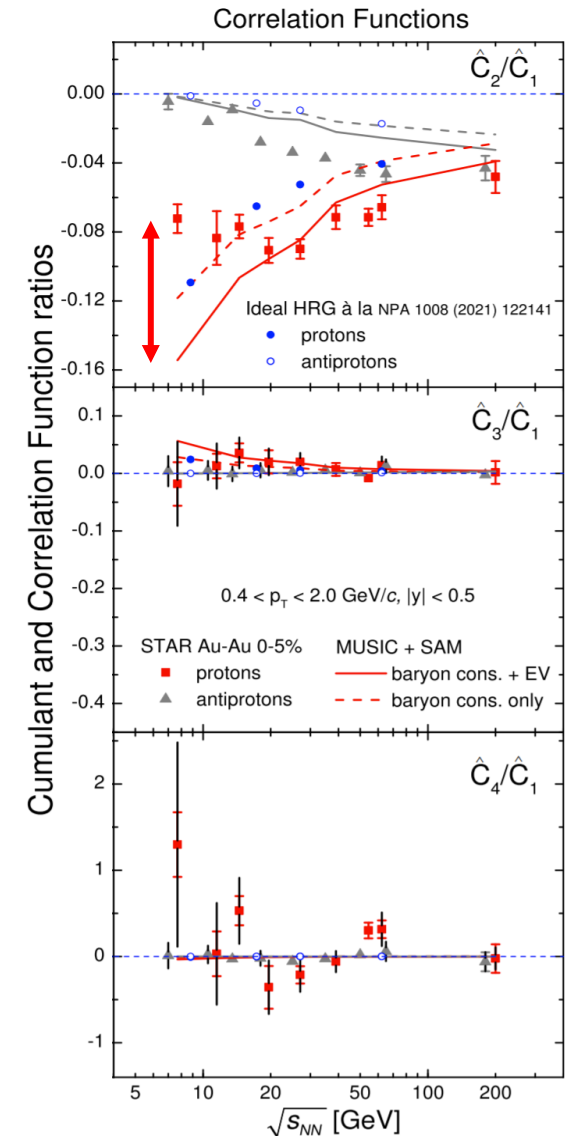 Correlation Functions
Cumulant and Correlation Function ratios
Ĉ₂/Ĉ₁
0.00
-0.04
-0.08
-0.12
-0.16
Ideal HRG à la NPA 1008 (2021) 122141
protons
antiprotons
Ĉ₃/Ĉ₁
0.1
0.0
-0.1
-0.2
-0.3
-0.4
0.4 < p_T < 2.0 GeV/c, |y| < 0.5
STAR Au-Au 0-5% MUSIC + SAM
protons baryon cons. + EV
antiprotons baryon cons. only
Ĉ₄/Ĉ₁
2
1
0
-1
5 10 20 50 100 200
√s_NN [GeV]